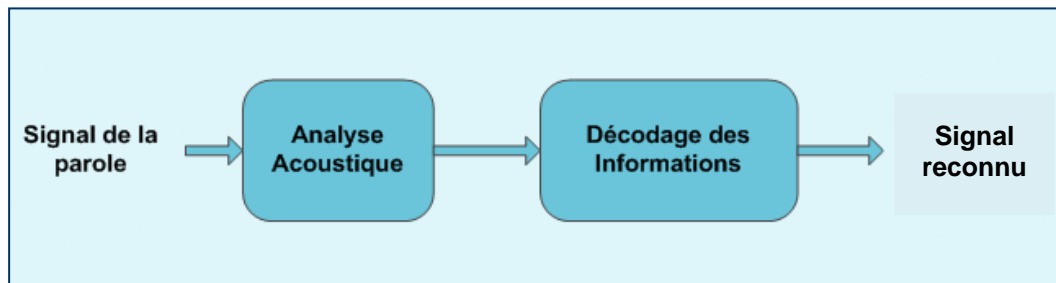 Signal de la
parole
Analyse
Acoustique
Décodage des
Informations
Signal
reconnu